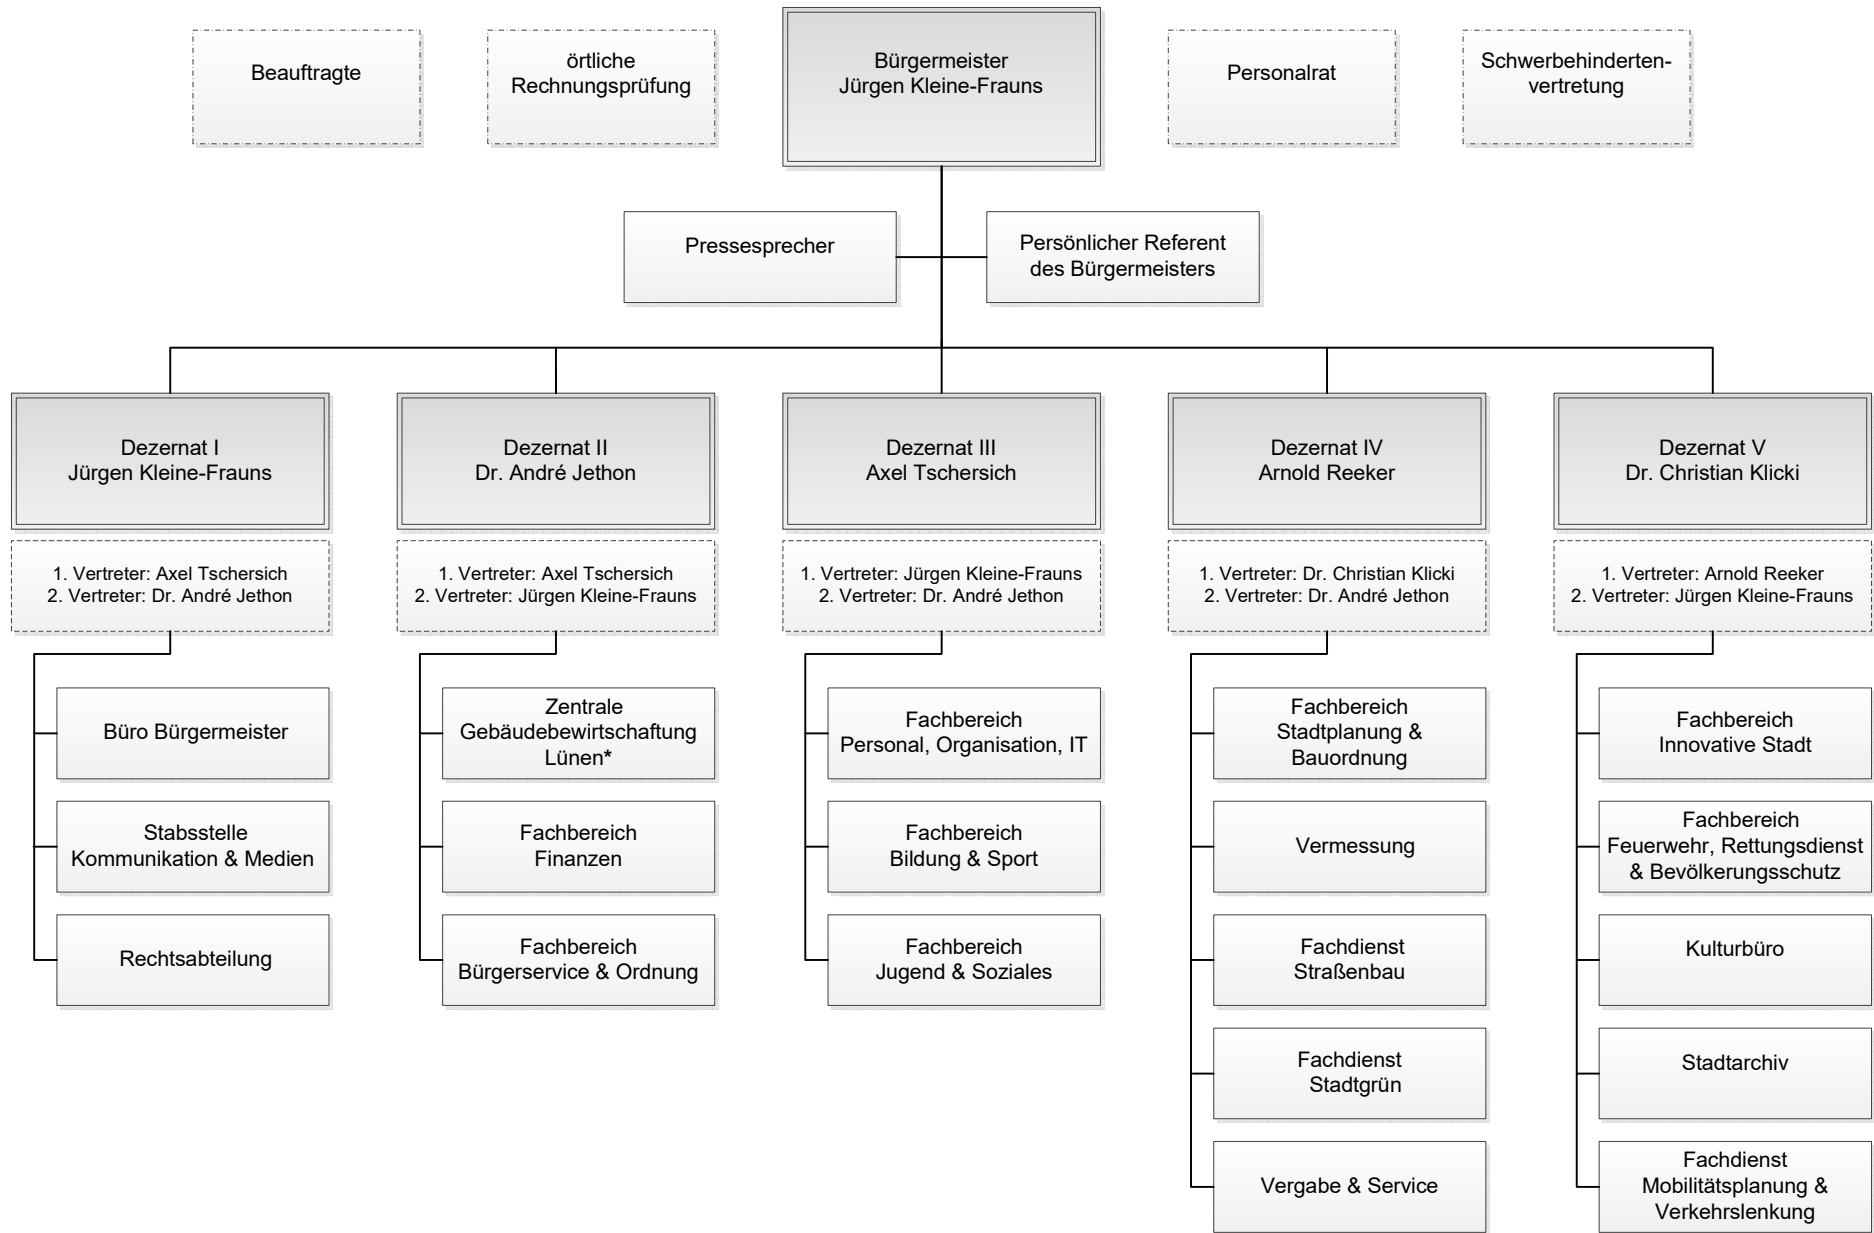 Beauftragte
örtliche
Rechnungsprüfung
Bürgermeister
Jürgen Kleine-Frauns
Personalrat
Schwerbehinderten-
vertretung
Pressesprecher
Persönlicher Referent
des Bürgermeisters
Dezernat I
Jürgen Kleine-Frauns
Dezernat II
Dr. André Jethon
Dezernat III
Axel Tschersich
Dezernat IV
Arnold Reeker
Dezernat V
Dr. Christian Klicki
1. Vertreter: Axel Tschersich
2. Vertreter: Dr. André Jethon
1. Vertreter: Axel Tschersich
2. Vertreter: Jürgen Kleine-Frauns
1. Vertreter: Jürgen Kleine-Frauns
2. Vertreter: Dr. André Jethon
1. Vertreter: Dr. Christian Klicki
2. Vertreter: Dr. André Jethon
1. Vertreter: Arnold Reeker
2. Vertreter: Jürgen Kleine-Frauns
Büro Bürgermeister
Stabsstelle
Kommunikation & Medien
Rechtsabteilung
Zentrale
Gebäudebewirtschaftung
Lünen*
Fachbereich
Finanzen
Fachbereich
Bürgerservice & Ordnung
Fachbereich
Personal, Organisation, IT
Fachbereich
Bildung & Sport
Fachbereich
Jugend & Soziales
Fachbereich
Stadtplanung &
Bauordnung
Vermessung
Fachdienst
Straßenbau
Fachdienst
Stadtgrün
Vergabe & Service
Fachbereich
Innovative Stadt
Fachbereich
Feuerwehr, Rettungsdienst
& Bevölkerungsschutz
Kulturbüro
Stadtarchiv
Fachdienst
Mobilitätsplanung &
Verkehrslenkung